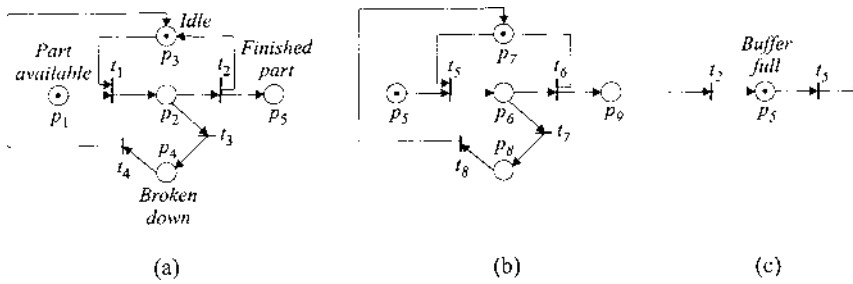 Idle
Part
available
t1
p3
t2
Finished
part
p1
p2
p5
t3
p4
t4
Broken
down
(a)
p7
t5
t6
p5
p6
p9
t7
p8
t8
(b)
Buffer
full
t2
t5
p5
(c)